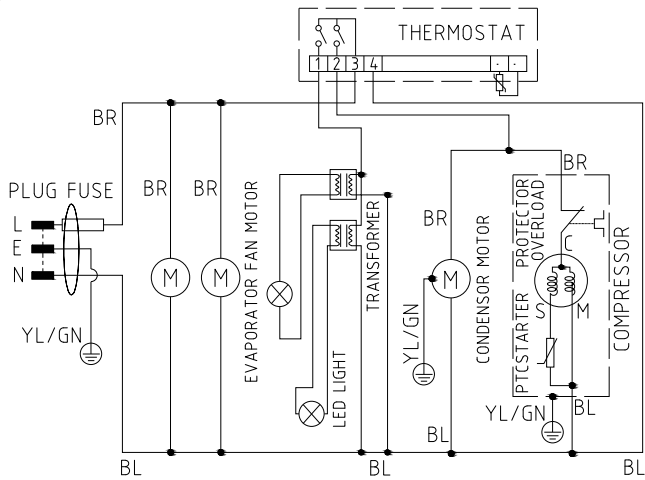 THERMOSTAT
1 2 3 4
BR
BR
PLUG FUSE
BR
BR
BR
L
E
N
M
M
M
C
S
M
YL/GN
EVAPORATOR FAN MOTOR
TRANSFORMER
LED LIGHT
YL/GN
CONDENSOR MOTOR
PROTECTOR
OVERLOAD
PTCSTARTER
COMPRESSOR
YL/GN
BL
BL
BL
BL
BL